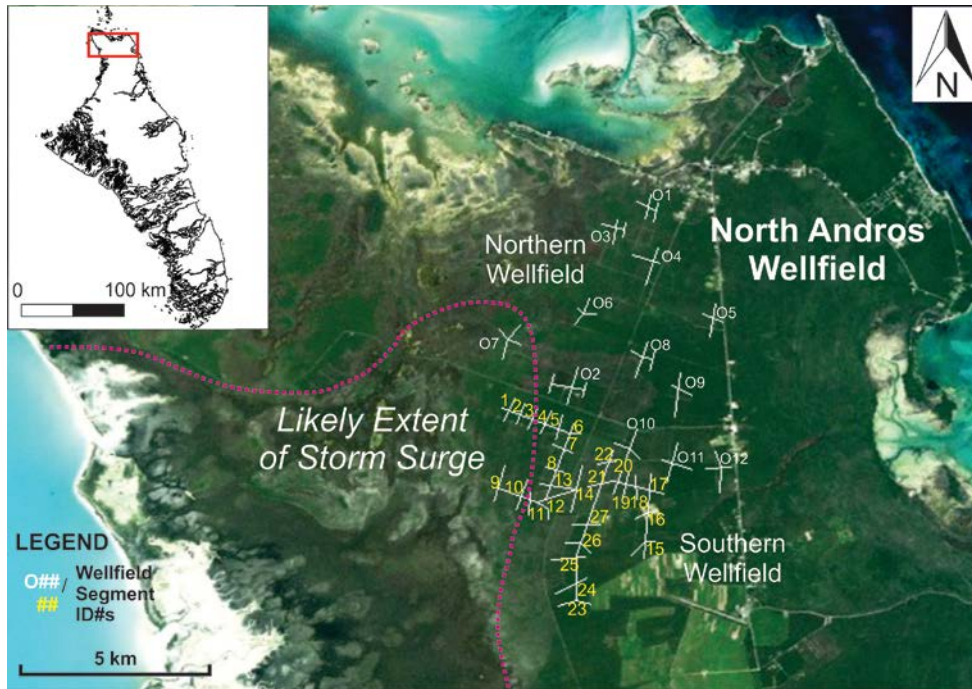 0
100 km
N
North Andros
Wellfield
Northern
Wellfield
O1
O3
O4
O6
O5
O7
O8
O2
O9
Likely Extent
of Storm Surge
1
2
3
4
5
6
7
O10
O11
O12
22
20
8
13
21
14
17
9
10
11
12
19
18
16
27
26
15
25
24
23
Southern
Wellfield
LEGEND
O## / Wellfield
## Segment
ID#s
5 km